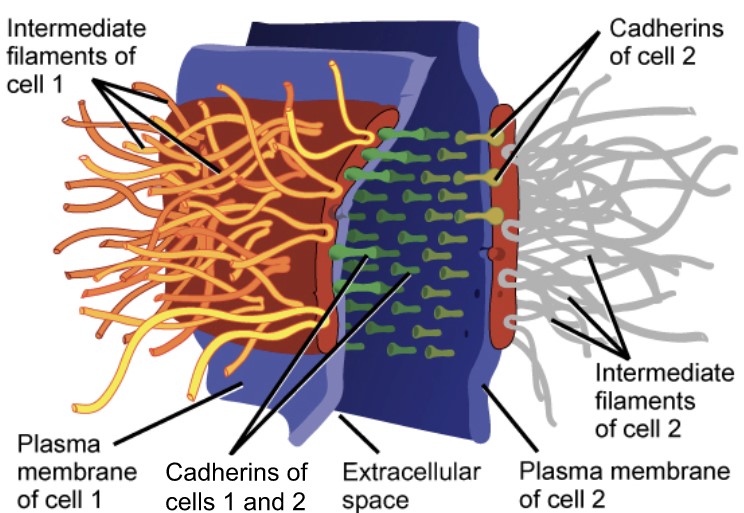 Intermediate
filaments of
cell 1
Cadherins
of cell 2
Intermediate
filaments
of cell 2
Plasma
membrane
of cell 1
Cadherins of
cells 1 and 2
Extracellular
space
Plasma membrane
of cell 2